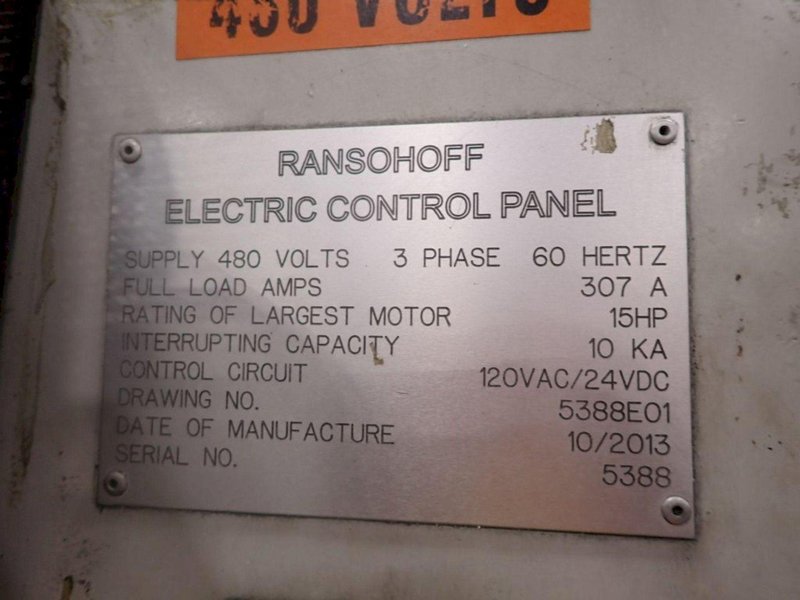 480 VOLTS
RANSOHOFF
ELECTRIC CONTROL PANEL
SUPPLY 480 VOLTS 3 PHASE 60 HERTZ
FULL LOAD AMPS 307 A
RATING OF LARGEST MOTOR 15HP
INTERRUPTING CAPACITY 10 KA
CONTROL CIRCUIT 120VAC/24VDC
DRAWING NO. 5388E01
DATE OF MANUFACTURE 10/2013
SERIAL NO. 5388